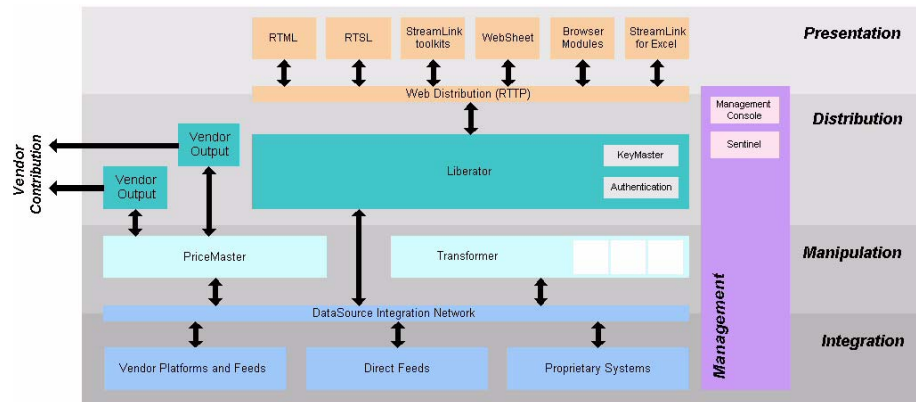 Presentation
RTML
RTSL
StreamLink
toolkits
WebSheet
Browser
Modules
StreamLink
for Excel
Web Distribution (RTTP)
Distribution
Management
Console
Sentinel
Vendor
Contribution
Vendor
Output
Vendor
Output
Liberator
KeyMaster
Authentication
Manipulation
PriceMaster
Transformer
Management
DataSource Integration Network
Integration
Vendor Platforms and Feeds
Direct Feeds
Proprietary Systems